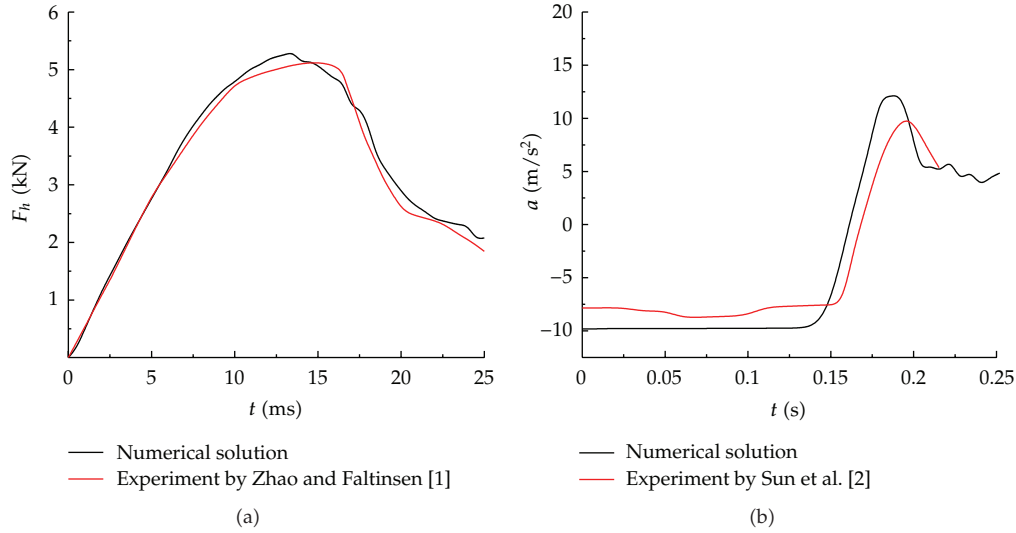 6
5
4
3
2
1
F_h (kN)
0
5
10
15
20
25
t (ms)
Numerical solution
Experiment by Zhao and Faltinsen [1]
(a)
20
15
10
5
0
−5
−10
a (m/s²)
0
0.05
0.1
0.15
0.2
0.25
t (s)
Numerical solution
Experiment by Sun et al. [2]
(b)